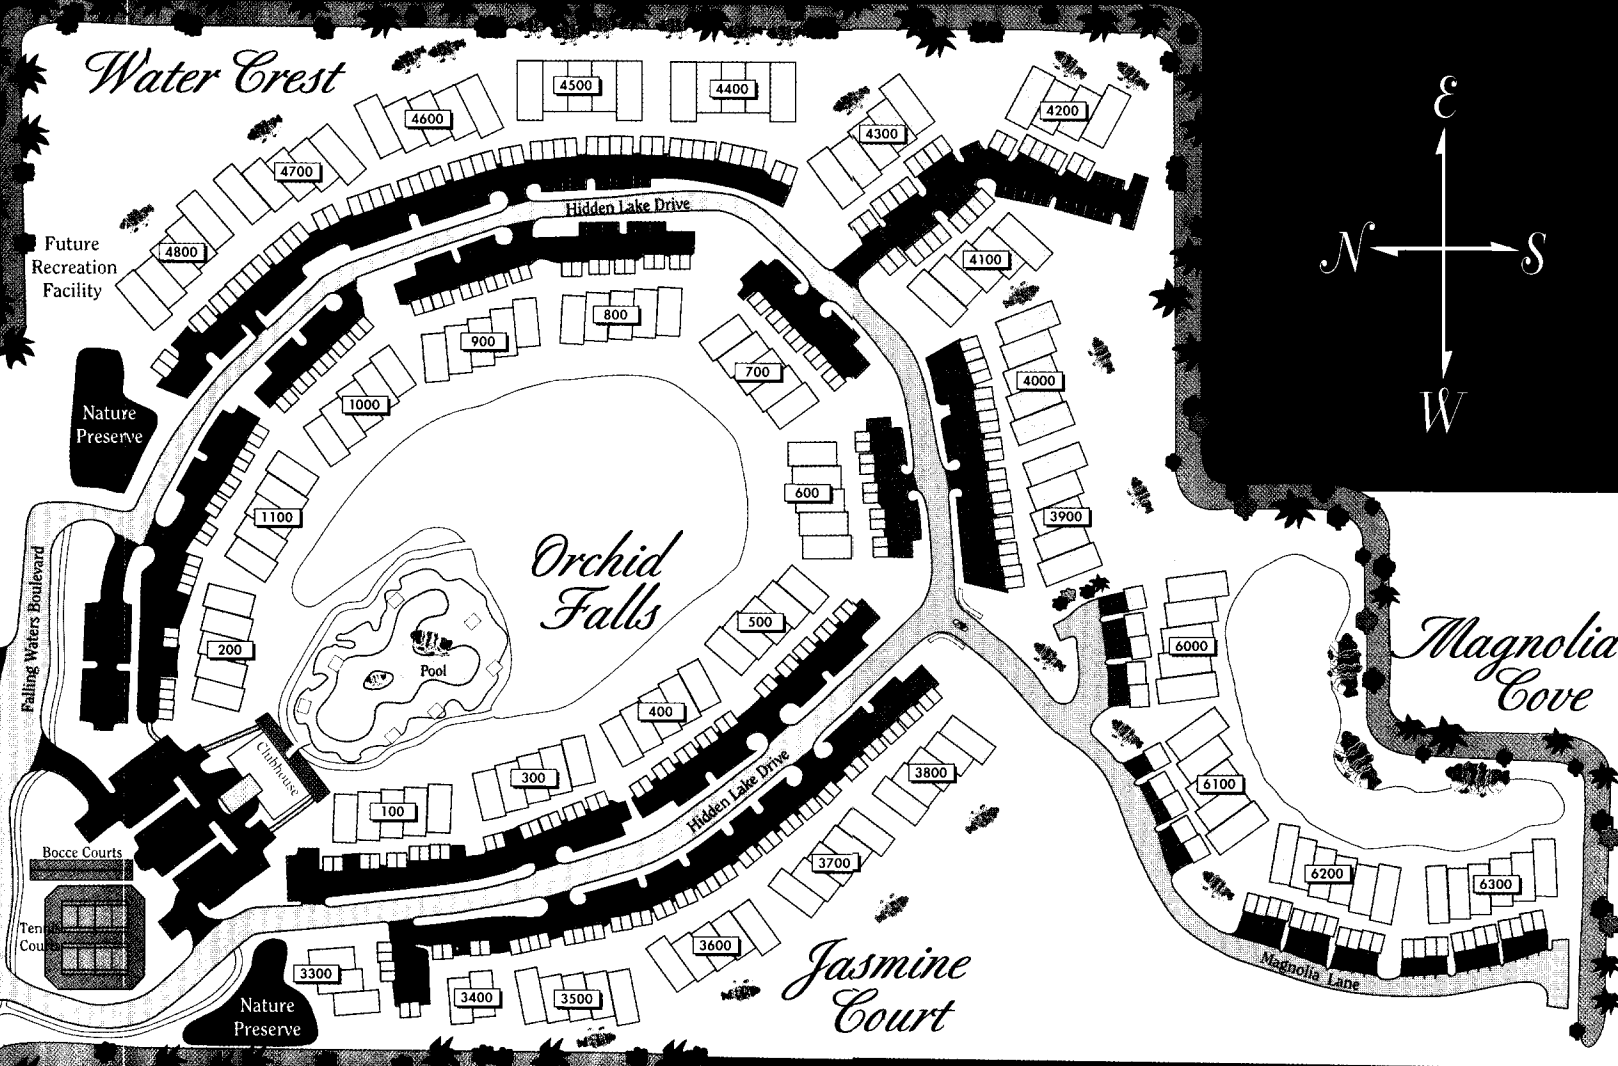 Water Crest
4500
4400
4600
4300
4200
4700
4800
Future
Recreation
Facility
Hidden Lake Drive
4100
E
N
S
W
900
800
700
4000
1000
Nature
Preserve
1100
600
3900
Orchid
Falls
Falling Waters Boulevard
200
500
Pool
400
6000
Magnolia
Cove
Clubhouse
300
100
Hidden Lake Drive
3800
6100
Bocce Courts
3700
6200
6300
Tennis
Courts
3600
Jasmine
Court
Magnolia Lane
3300
3400
3500
Nature
Preserve